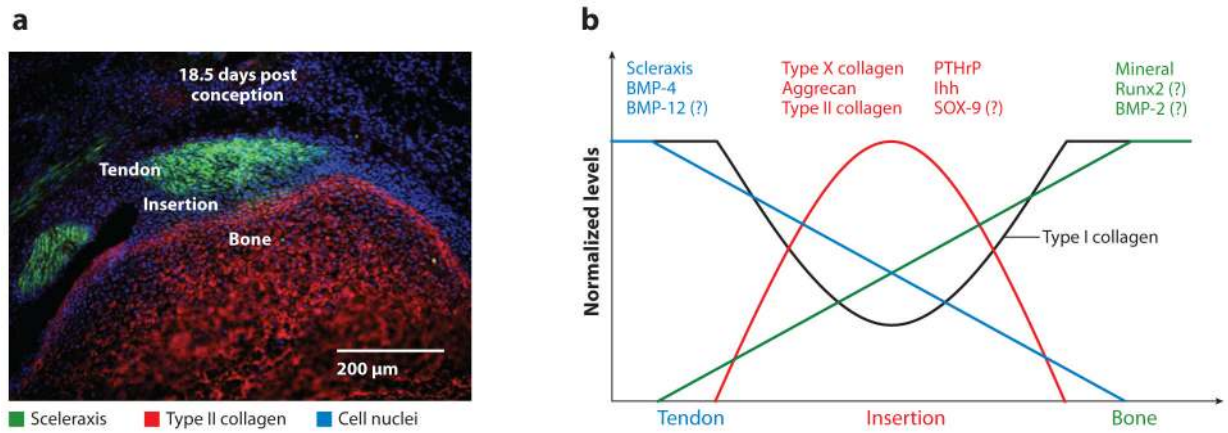 a
18.5 days post
conception
Tendon
Insertion
Bone
200 μm
Sceleraxis
Type II collagen
Cell nuclei
b
Normalized levels
Scleraxis
BMP-4
BMP-12 (?)
Type X collagen
Aggrecan
Type II collagen
PTHrP
Ihh
SOX-9 (?)
Mineral
Runx2 (?)
BMP-2 (?)
Type I collagen
Tendon
Insertion
Bone